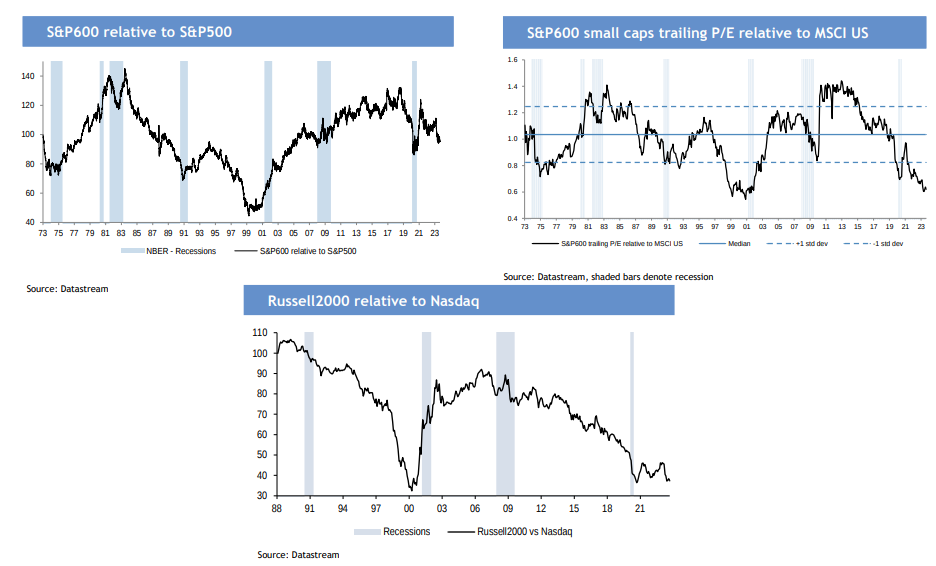 S&P600 relative to S&P500
140
120
100
80
60
40
73 75 77 79 81 83 85 87 89 91 93 95 97 99 01 03 05 07 09 11 13 15 17 19 21 23
NBER - Recessions S&P600 relative to S&P500
Source: Datastream
S&P600 small caps trailing P/E relative to MSCI US
1.6
1.4
1.2
1.0
0.8
0.6
0.4
73 75 77 79 81 83 85 87 89 91 93 95 97 99 01 03 05 07 09 11 13 15 17 19 21 23
S&P600 trailing P/E relative to MSCI US Median +1 std dev -1 std dev
Source: Datastream, shaded bars denote recession
Russell2000 relative to Nasdaq
110
100
90
80
70
60
50
40
30
88 91 94 97 00 03 06 09 12 15 18 21
Recessions Russell2000 vs Nasdaq
Source: Datastream